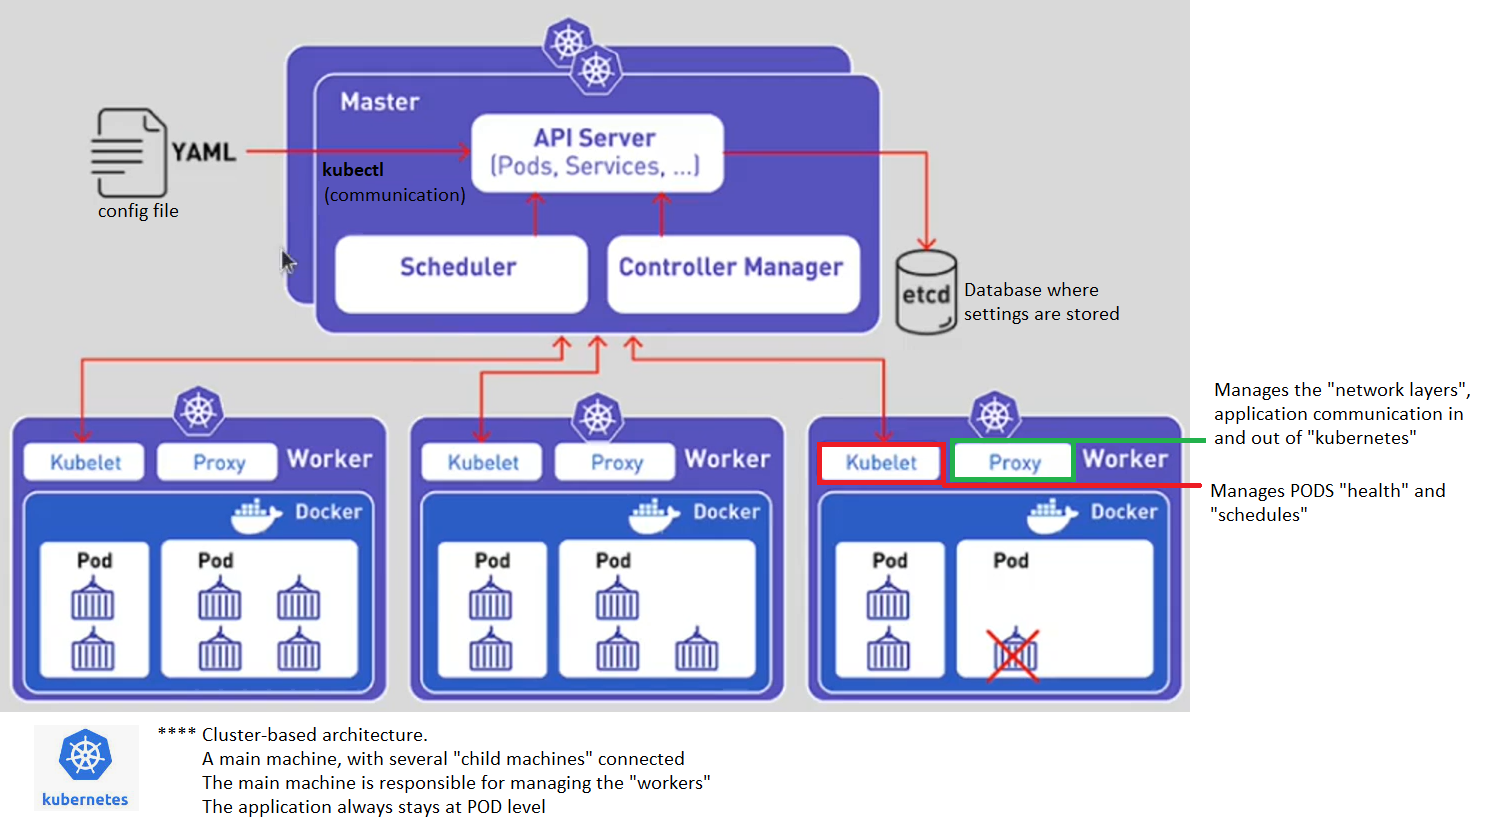 Master
API Server
(Pods, Services, ...)
YAML
kubectl
(communication)
config file
Scheduler
Controller Manager
etcd
Database where
settings are stored
Kubelet
Proxy
Worker
Docker
Pod
Pod
Kubelet
Proxy
Worker
Docker
Pod
Pod
Kubelet
Proxy
Worker
Docker
Pod
Pod
Manages the "network layers",
application communication in
and out of "kubernetes"
Manages PODS "health" and
"schedules"
kubernetes
**** Cluster-based architecture.
A main machine, with several "child machines" connected
The main machine is responsible for managing the "workers"
The application always stays at POD level